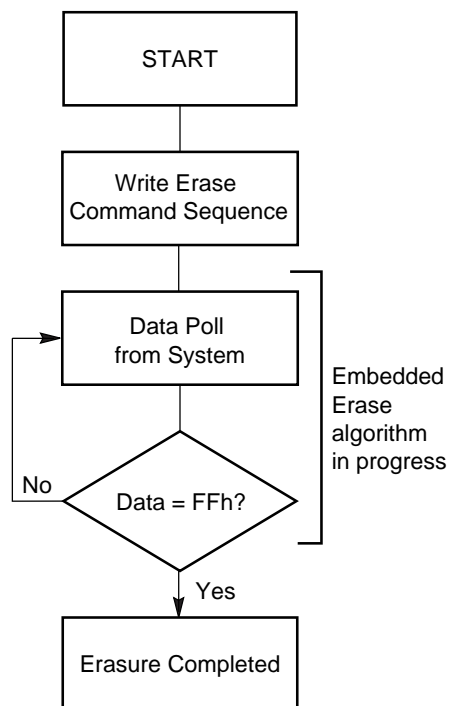 START
Write Erase
Command Sequence
Data Poll
from System
Embedded
Erase
algorithm
in progress
No
Data = FFh?
Yes
Erasure Completed